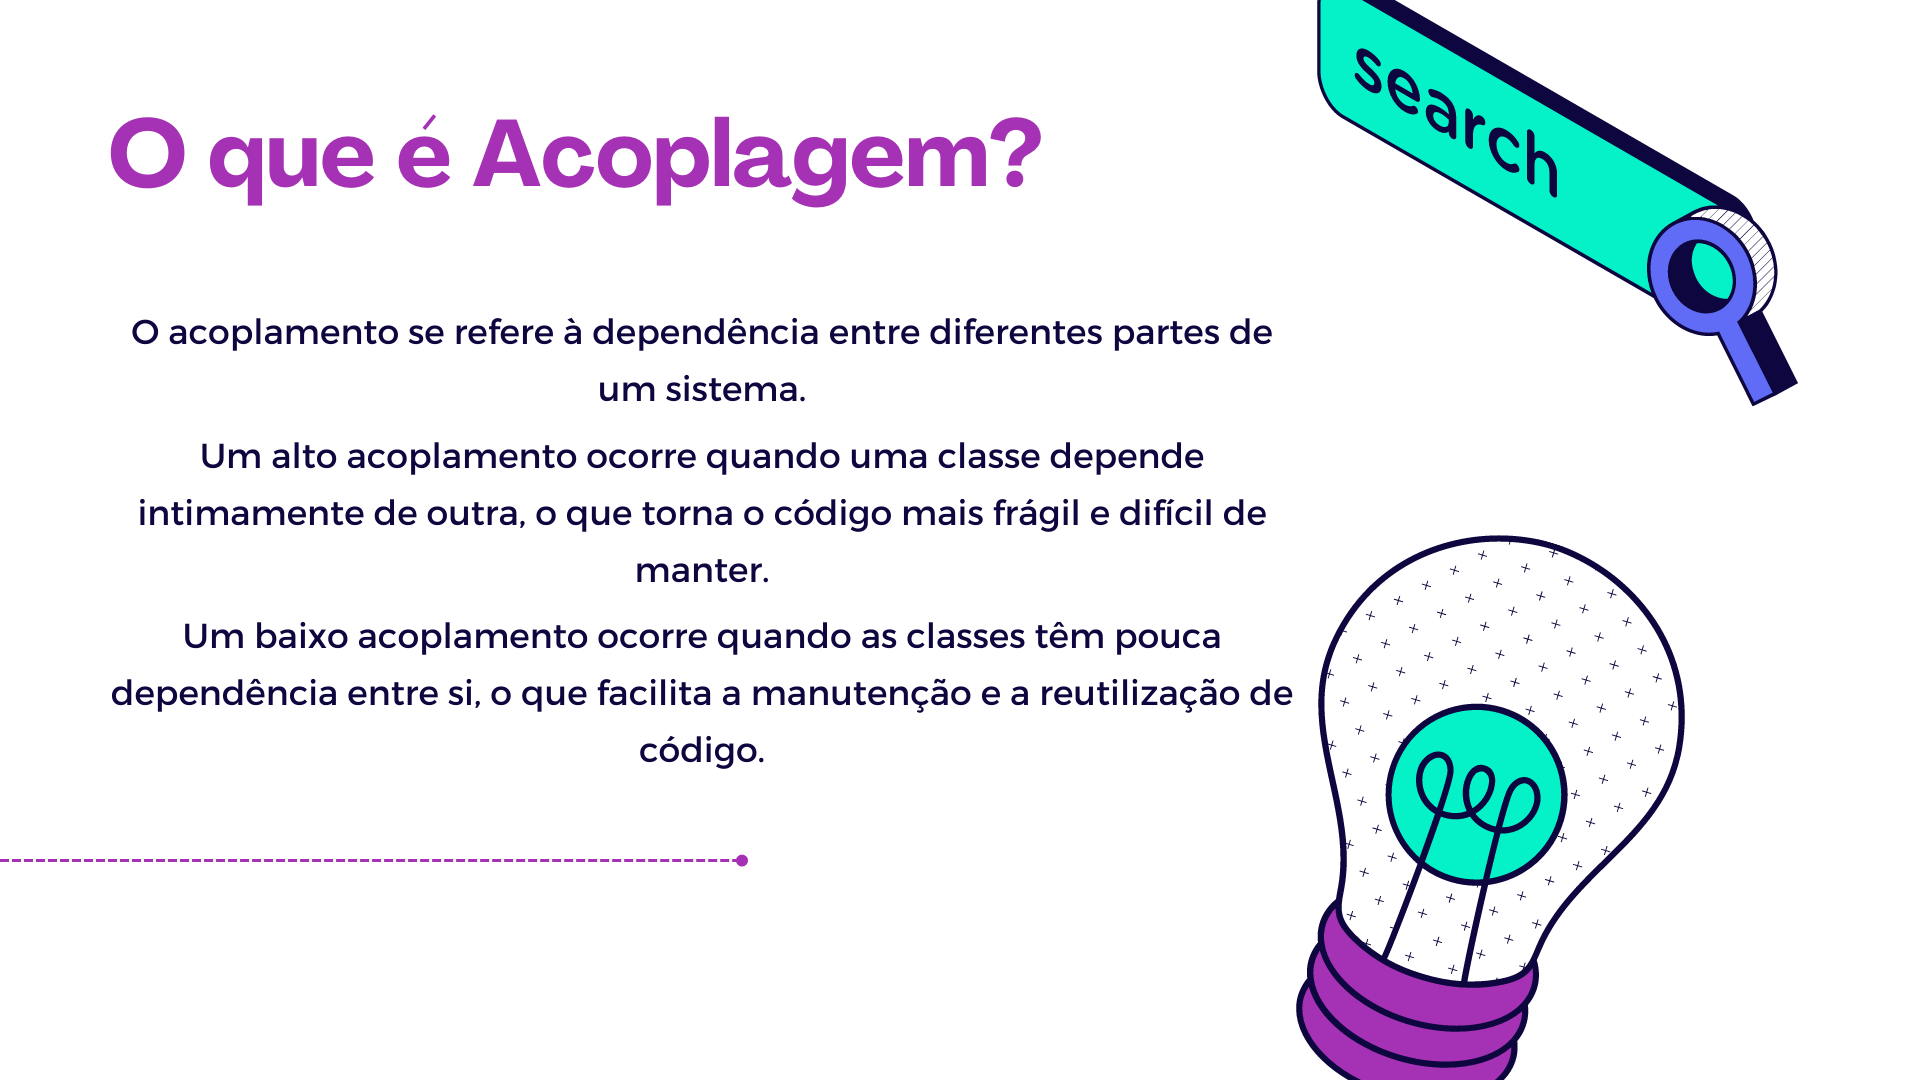 search
O que é Acoplagem?
O acoplamento se refere à dependência entre diferentes partes de
um sistema.
Um alto acoplamento ocorre quando uma classe depende
intimamente de outra, o que torna o código mais frágil e difícil de
manter.
Um baixo acoplamento ocorre quando as classes têm pouca
dependência entre si, o que facilita a manutenção e a reutilização de
código.